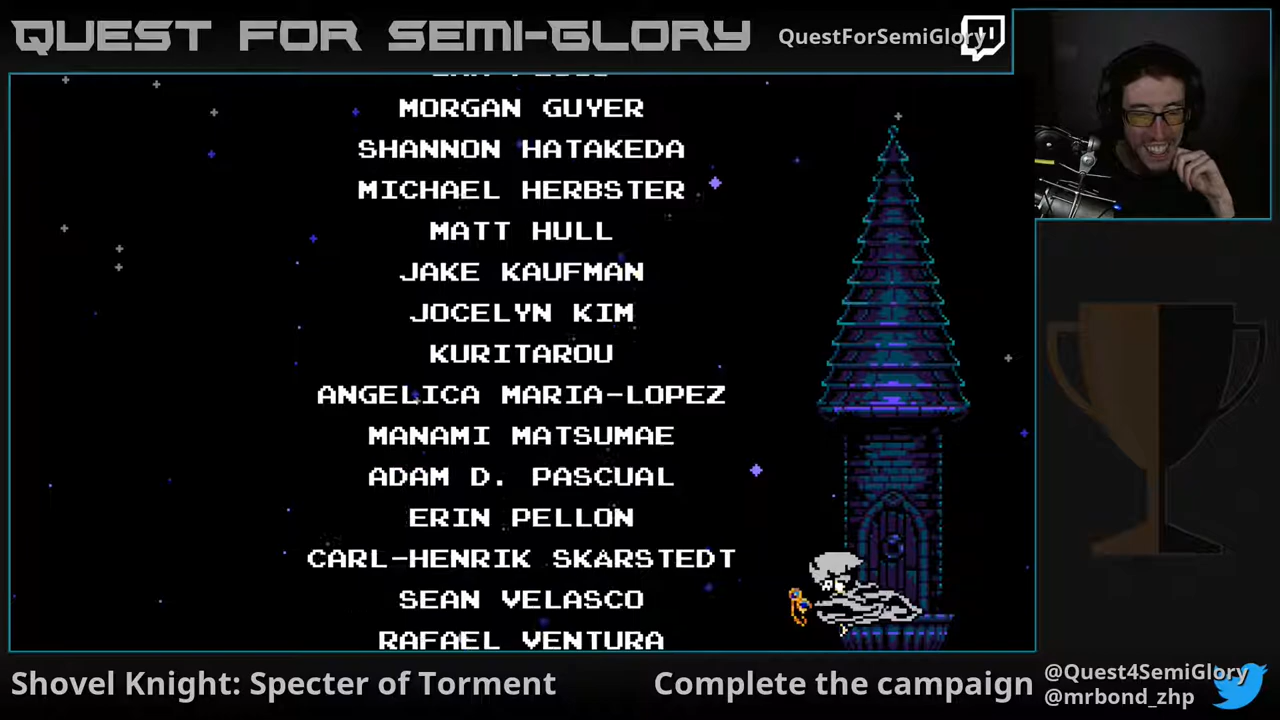 QUEST FOR SEMI-GLORY
QuestForSemiGlory
MORGAN GUYER
SHANNON HATAKEDA
MICHAEL HERBSTER
MATT HULL
JAKE KAUFMAN
JOCELYN KIM
KURITAROU
ANGELICA MARIA-LOPEZ
MANAMI MATSUMAE
ADAM D. PASCUAL
ERIN PELLON
CARL-HENRIK SKARSTEDT
SEAN VELASCO
RAFAEL VENTURA
Shovel Knight: Specter of Torment
Complete the campaign
@Quest4SemiGlory
@mrbond_zhp